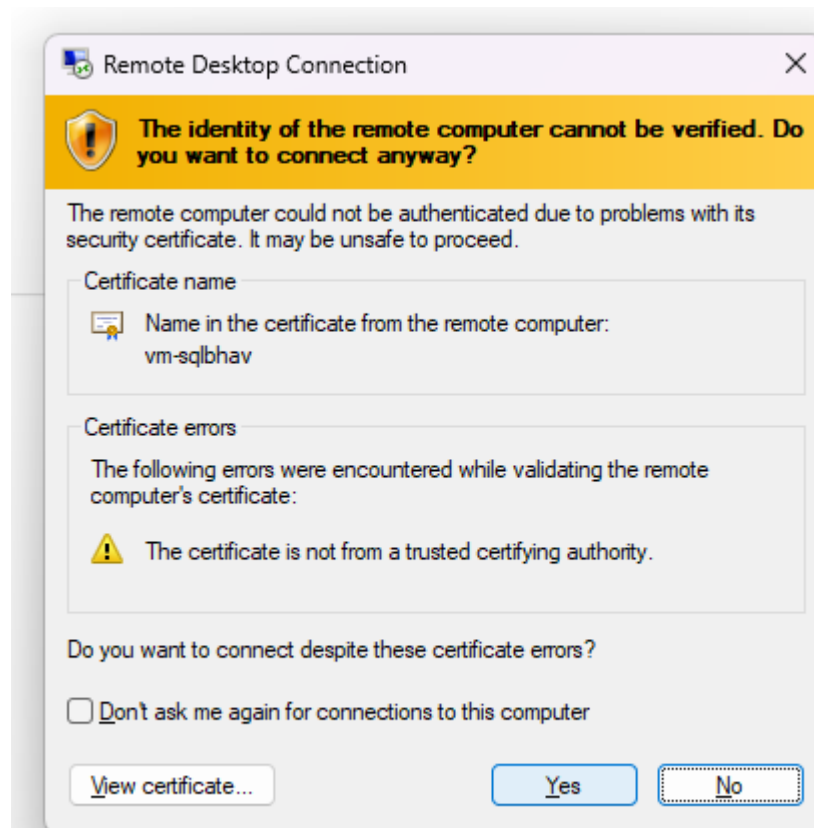 Remote Desktop Connection
The identity of the remote computer cannot be verified. Do
you want to connect anyway?
The remote computer could not be authenticated due to problems with its
security certificate. It may be unsafe to proceed.
Certificate name
Name in the certificate from the remote computer:
vm-sqlbhav
Certificate errors
The following errors were encountered while validating the remote
computer's certificate:
The certificate is not from a trusted certifying authority.
Do you want to connect despite these certificate errors?
Don't ask me again for connections to this computer
View certificate...
Yes
No